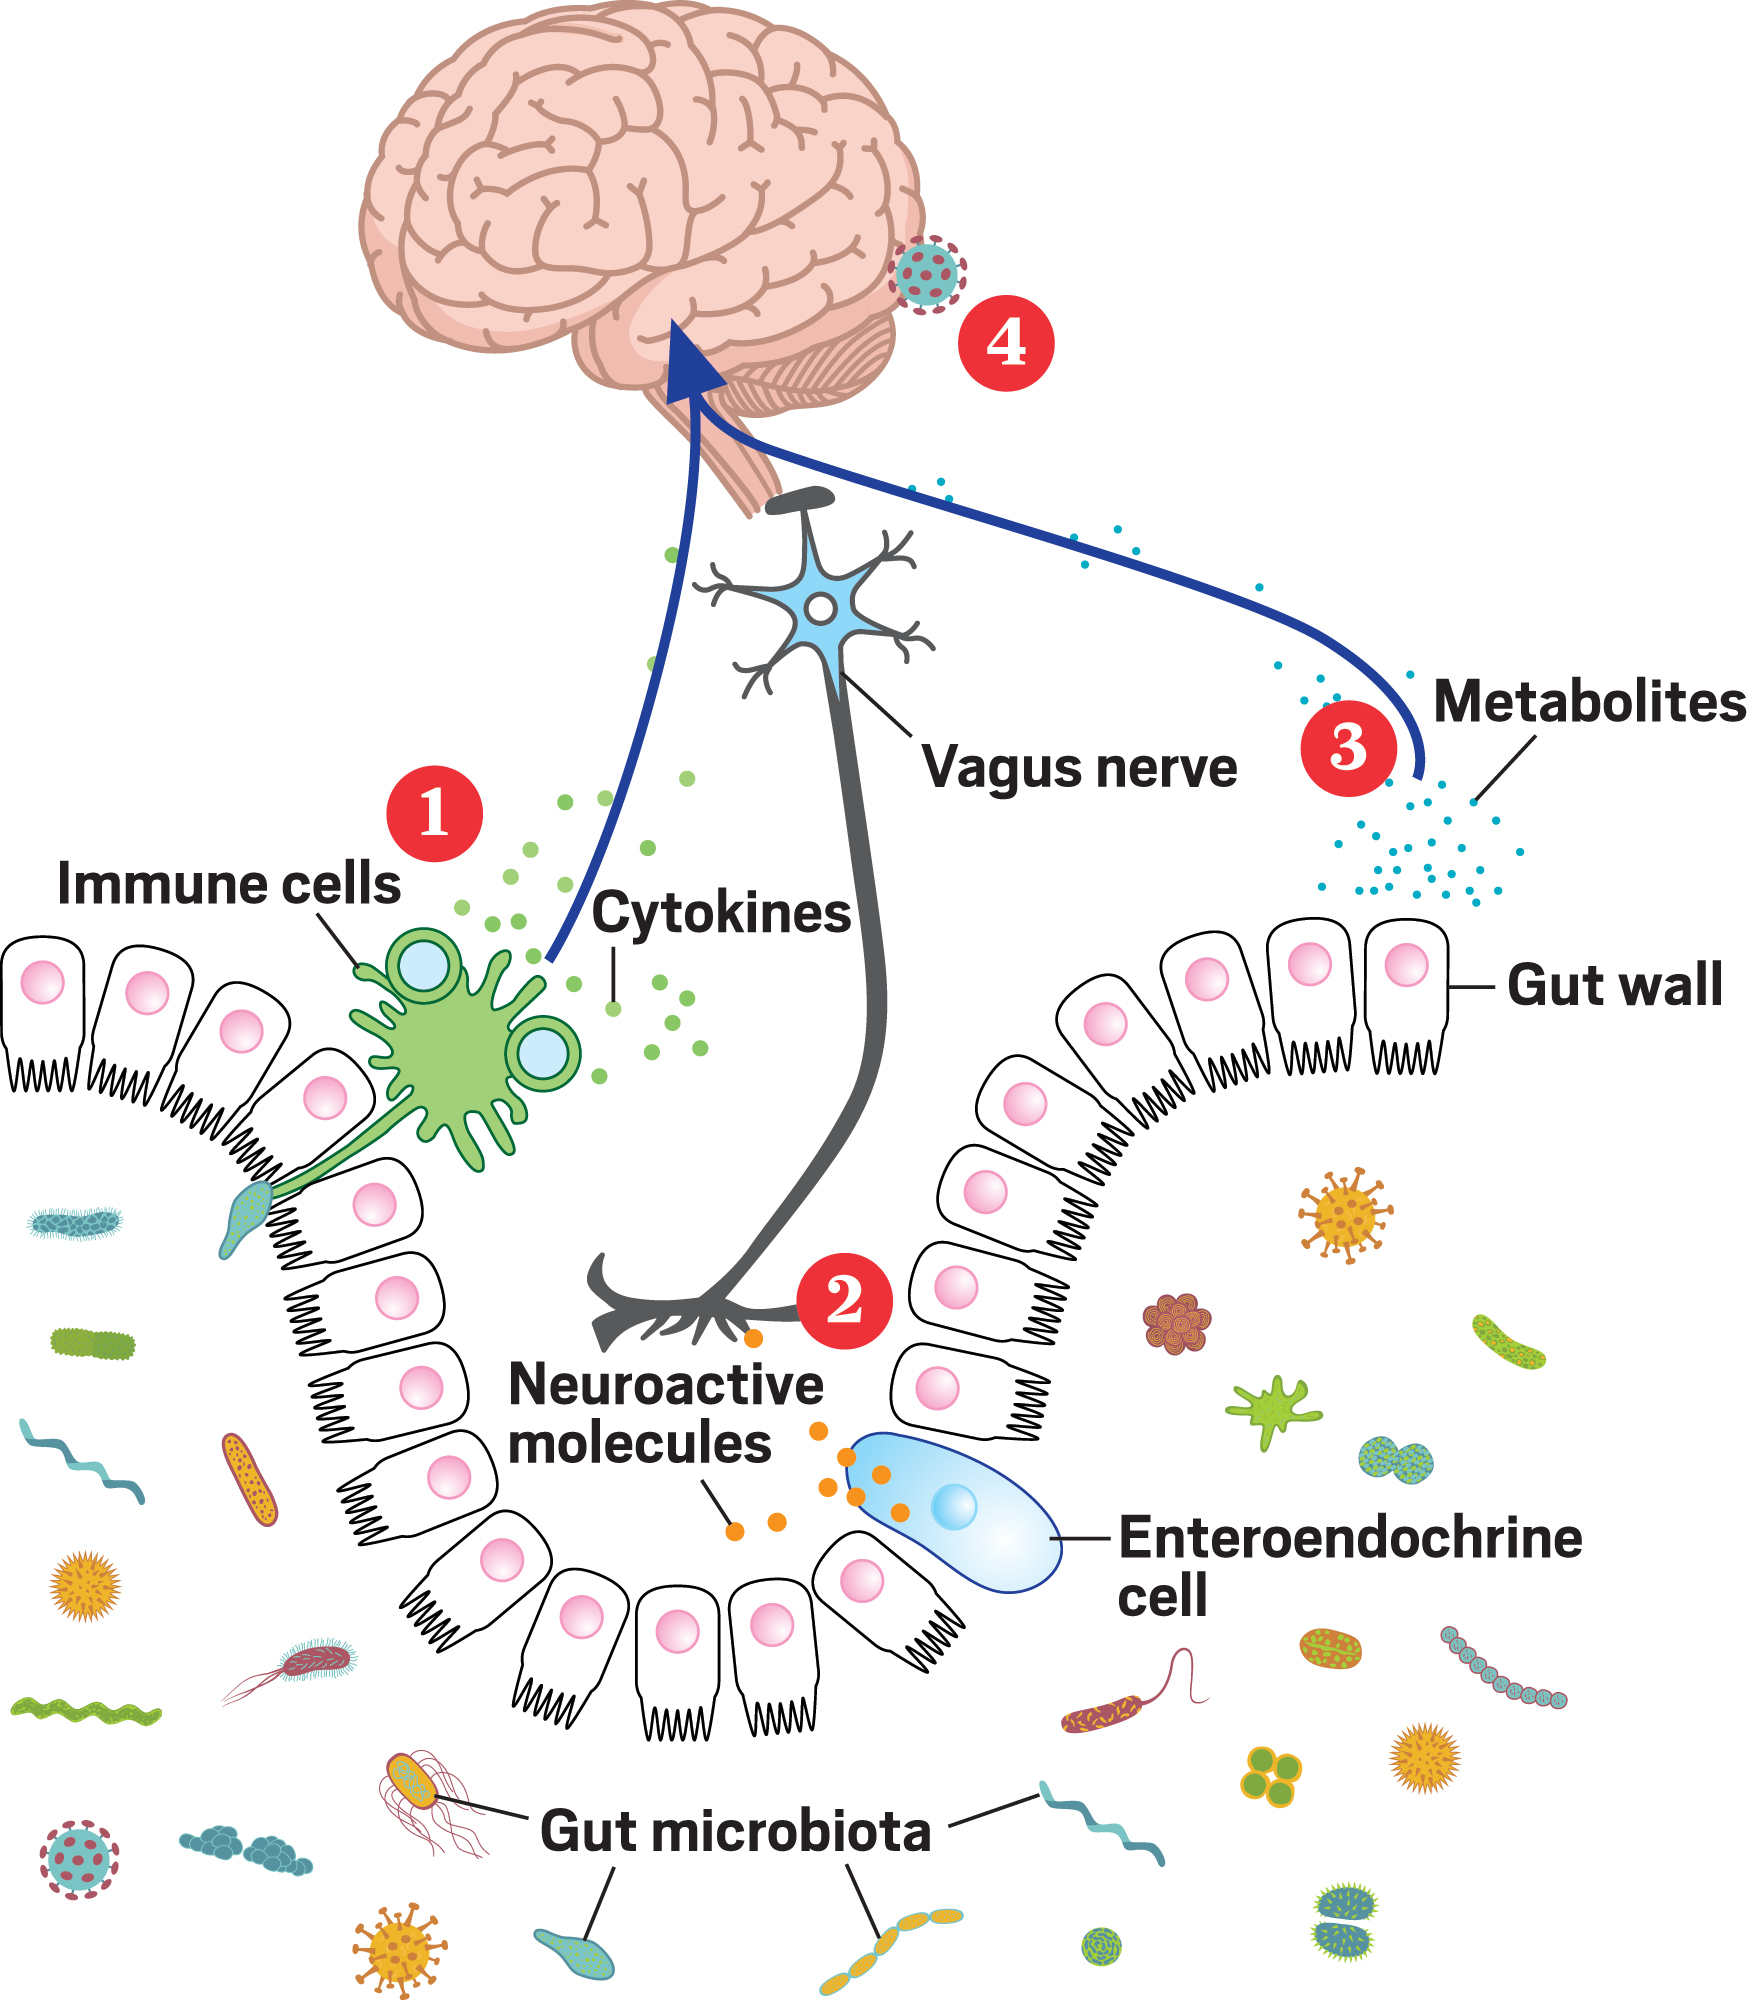 4
Metabolites
3
Vagus nerve
1
Immune cells
Cytokines
Gut wall
2
Neuroactive
molecules
Enteroendochrine
cell
Gut microbiota